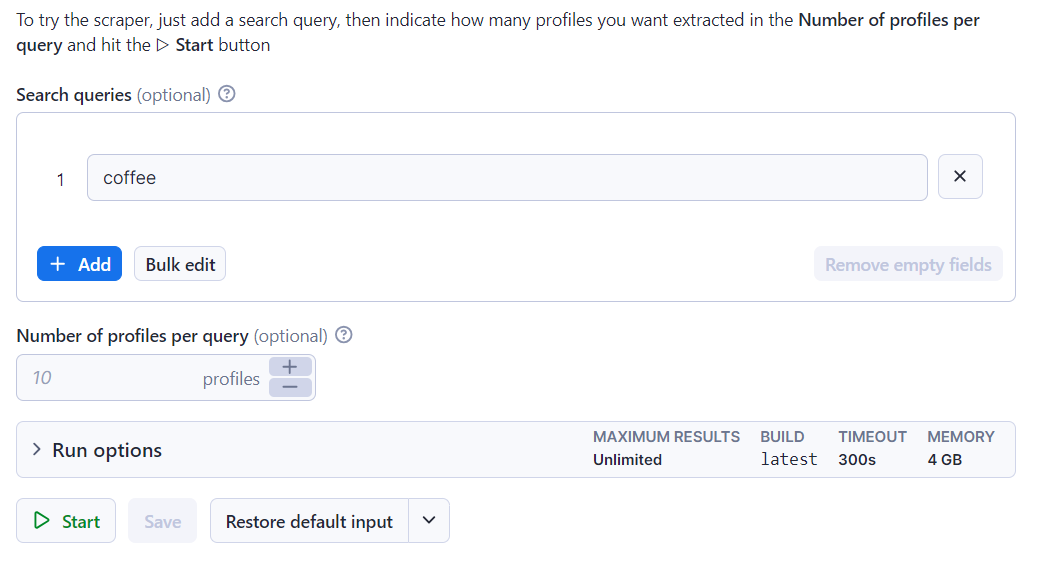 To try the scraper, just add a search query, then indicate how many profiles you want extracted in the Number of profiles per
query and hit the ▷ Start button
Search queries (optional) ?
1 coffee ×
+ Add Bulk edit Remove empty fields
Number of profiles per query (optional) ?
10 profiles + −
> Run options
MAXIMUM RESULTS BUILD TIMEOUT MEMORY
Unlimited latest 300s 4 GB
Start Save Restore default input